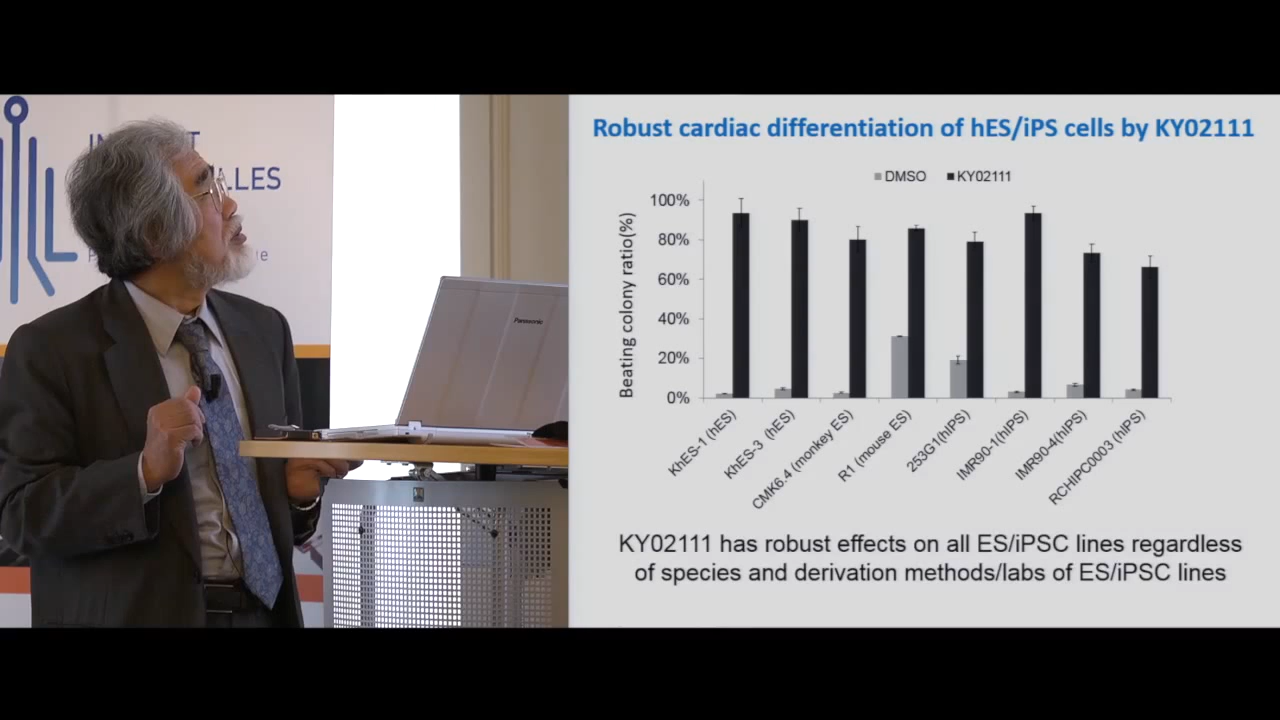 LLES
Panasonic
Robust cardiac differentiation of hES/iPS cells by KY02111
DMSO KY02111
Beating colony ratio(%)
100%
80%
60%
40%
20%
0%
KhES-1 (hES)
KhES-3 (hES)
CMK6.4 (monkey ES)
R1 (mouse ES)
253G1(hIPS)
IMR90-1(hIPS)
IMR90-4(hIPS)
RCHIPC0003 (hIPS)
KY02111 has robust effects on all ES/iPSC lines regardless
of species and derivation methods/labs of ES/iPSC lines